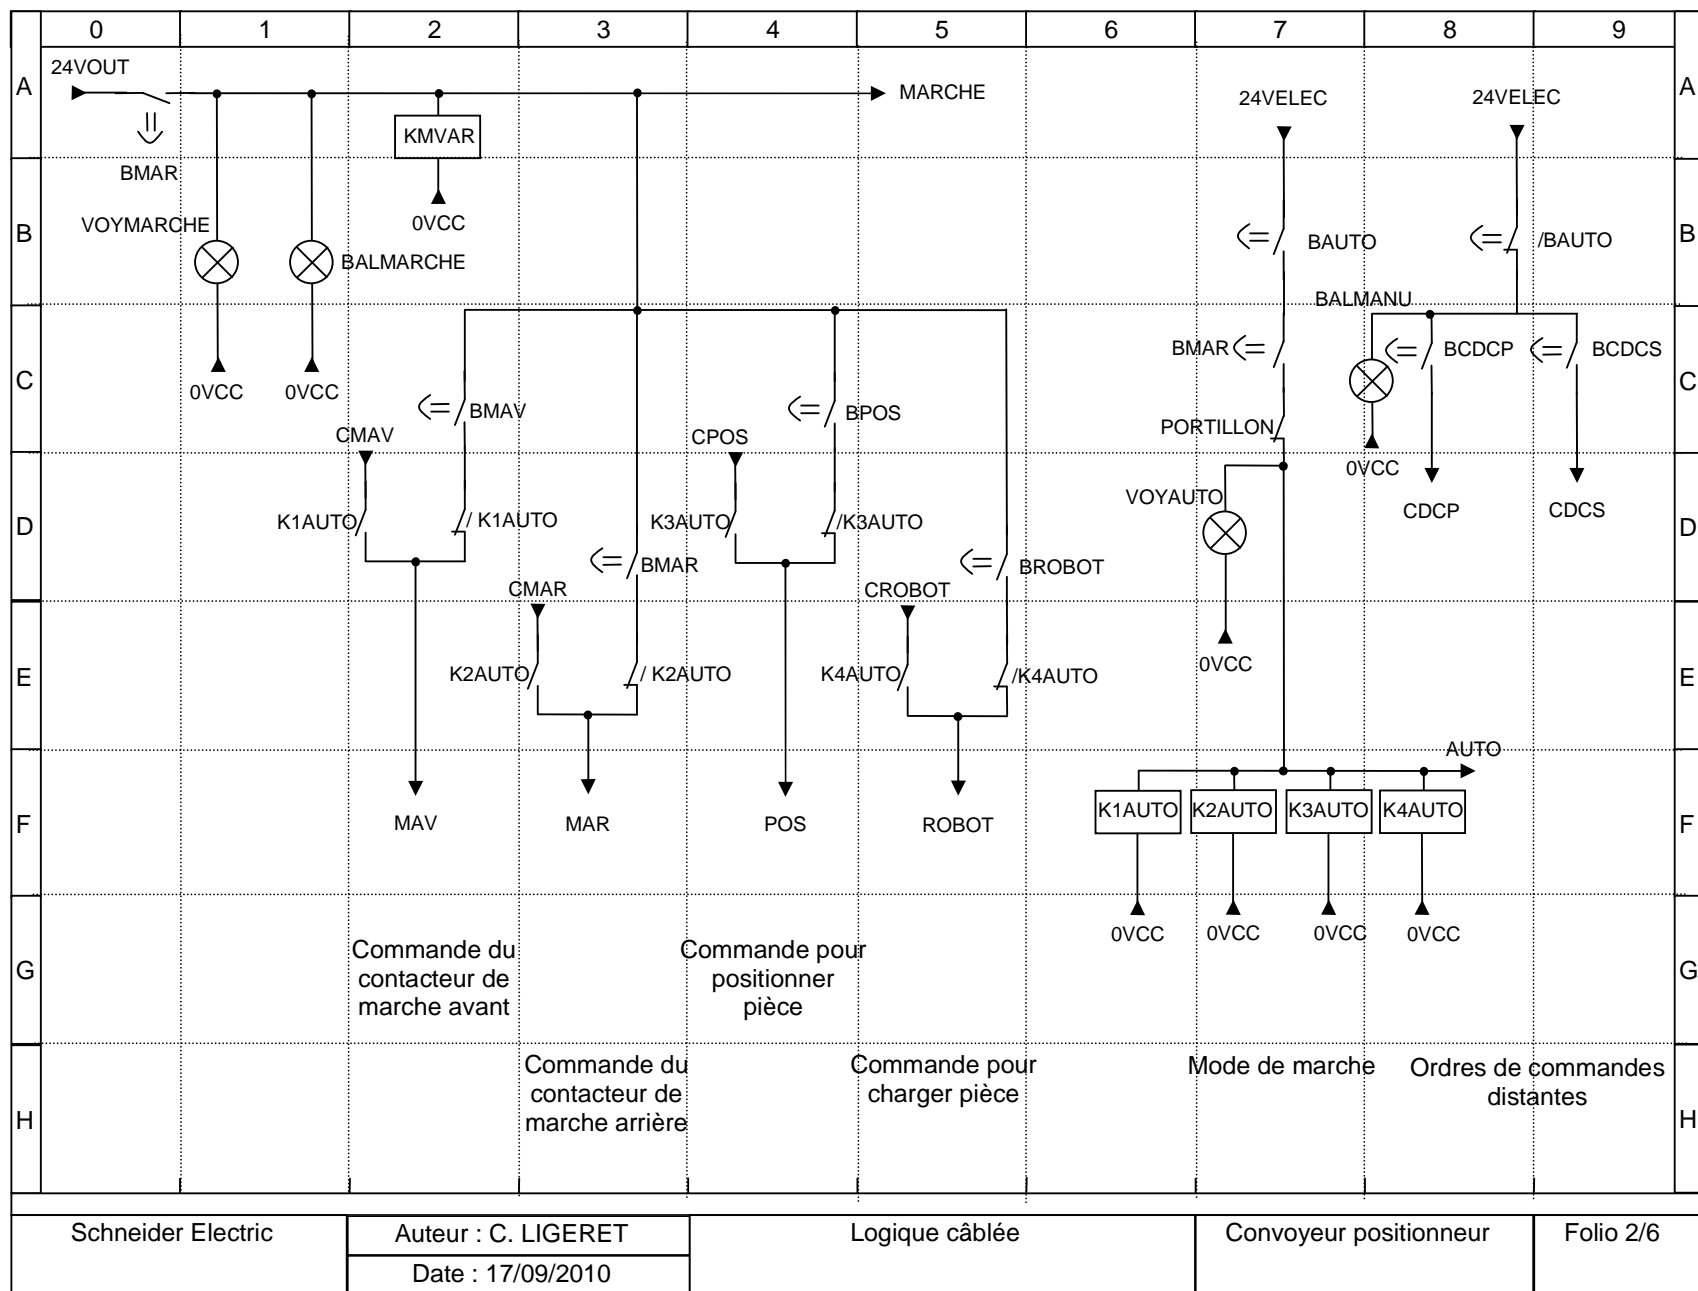 0 1 2 3 4 5 6 7 8 9
A
24VOUT
MARCHE
24VELEC
24VELEC
A
KMVAR
BMAR
B
VOYMARCHE
0VCC
BAUTO
/BAUTO
B
BALMARCHE
BALMANU
C
0VCC
0VCC
BMAV
BPOS
BMAR
BCDCP
BCDCS
C
CMAV
CPOS
PORTILLON
0VCC
D
K1AUTO
/ K1AUTO
K3AUTO
/K3AUTO
VOYAUTO
CDCP
CDCS
D
BMAR
BROBOT
CMAR
CROBOT
E
K2AUTO
/ K2AUTO
K4AUTO
/K4AUTO
0VCC
E
AUTO
F
MAV
MAR
POS
ROBOT
K1AUTO
K2AUTO
K3AUTO
K4AUTO
F
0VCC
0VCC
0VCC
0VCC
G
Commande du
contacteur de
marche avant
Commande pour
positionner
pièce
G
H
Commande du
contacteur de
marche arrière
Commande pour
charger pièce
Mode de marche
Ordres de commandes
distantes
H
Schneider Electric
Auteur : C. LIGERET
Date : 17/09/2010
Logique câblée
Convoyeur positionneur
Folio 2/6